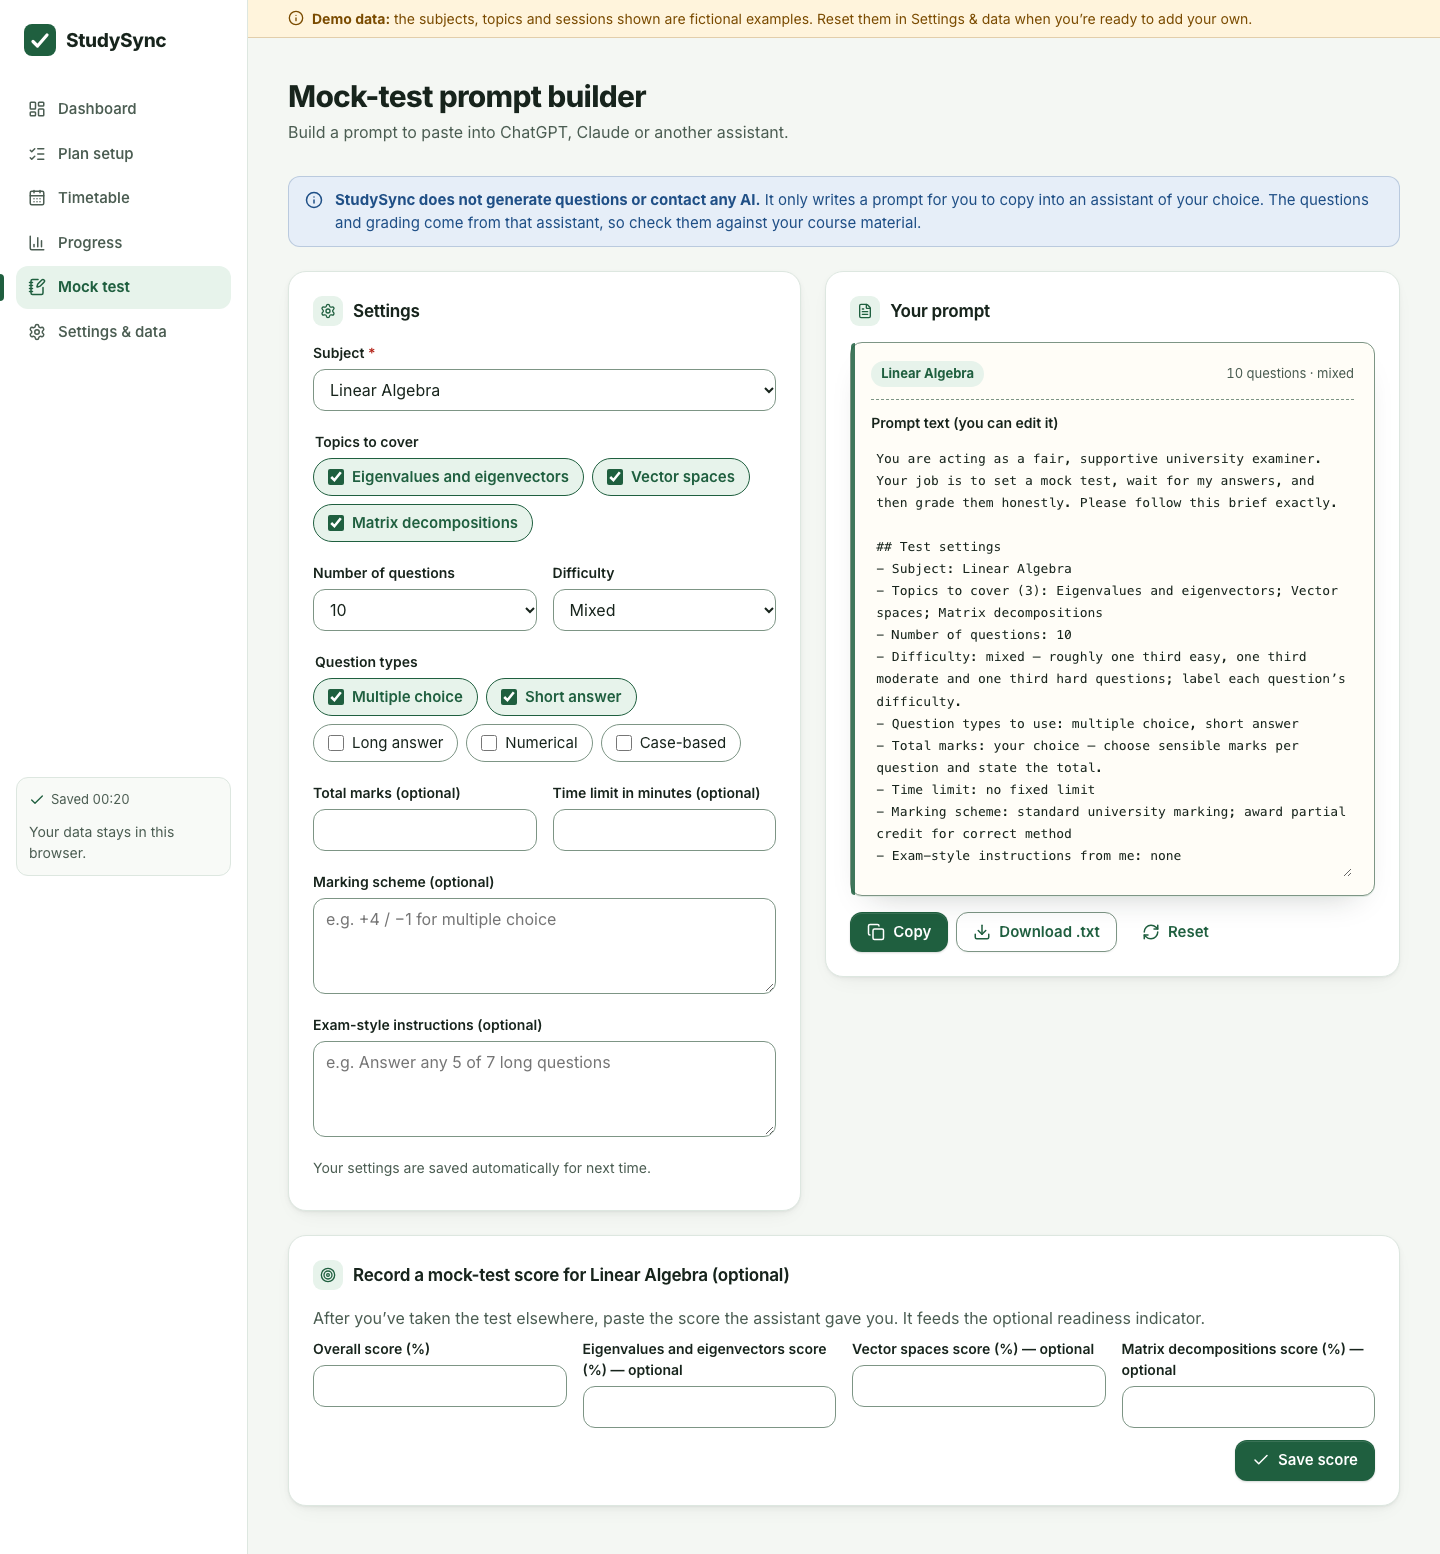 StudySync
Dashboard
Plan setup
Timetable
Progress
Mock test
Settings & data
Saved 00:20
Your data stays in this
browser.
Demo data: the subjects, topics and sessions shown are fictional examples. Reset them in Settings & data when you’re ready to add your own.
Mock-test prompt builder
Build a prompt to paste into ChatGPT, Claude or another assistant.
StudySync does not generate questions or contact any AI. It only writes a prompt for you to copy into an assistant of your choice. The questions
and grading come from that assistant, so check them against your course material.
Settings
Subject *
Linear Algebra
Topics to cover
Eigenvalues and eigenvectors
Vector spaces
Matrix decompositions
Number of questions
Difficulty
10
Mixed
Question types
Multiple choice
Short answer
Long answer
Numerical
Case-based
Total marks (optional)
Time limit in minutes (optional)
Marking scheme (optional)
e.g. +4 / −1 for multiple choice
Exam-style instructions (optional)
e.g. Answer any 5 of 7 long questions
Your settings are saved automatically for next time.
Your prompt
Linear Algebra
10 questions · mixed
Prompt text (you can edit it)
You are acting as a fair, supportive university examiner.
Your job is to set a mock test, wait for my answers, and
then grade them honestly. Please follow this brief exactly.
## Test settings
- Subject: Linear Algebra
- Topics to cover (3): Eigenvalues and eigenvectors; Vector
spaces; Matrix decompositions
- Number of questions: 10
- Difficulty: mixed — roughly one third easy, one third
moderate and one third hard questions; label each question’s
difficulty.
- Question types to use: multiple choice, short answer
- Total marks: your choice — choose sensible marks per
question and state the total.
- Time limit: no fixed limit
- Marking scheme: standard university marking; award partial
credit for correct method
- Exam-style instructions from me: none
Copy
Download .txt
Reset
Record a mock-test score for Linear Algebra (optional)
After you’ve taken the test elsewhere, paste the score the assistant gave you. It feeds the optional readiness indicator.
Overall score (%)
Eigenvalues and eigenvectors score
(%) — optional
Vector spaces score (%) — optional
Matrix decompositions score (%) —
optional
Save score